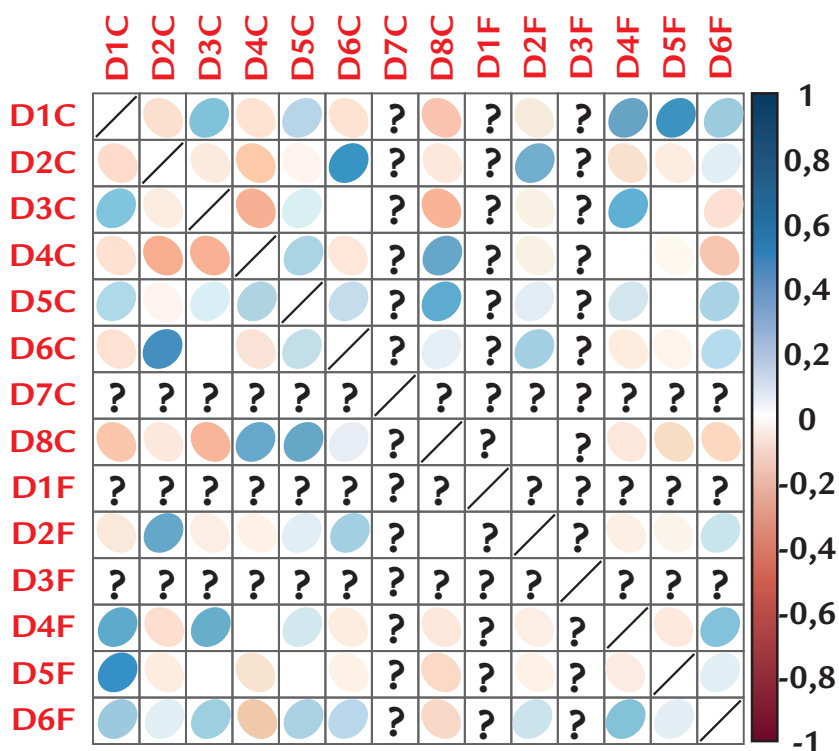 D1C D2C D3C D4C D5C D6C D7C D8C D1F D2F D3F D4F D5F D6F
D1C ? ? ?
D2C ? ? ?
D3C ? ? ?
D4C ? ? ?
D5C ? ? ?
D6C ? ? ?
D7C ? ? ? ? ? ? ? ? ? ? ? ? ?
D8C ? ? ?
D1F ? ? ? ? ? ? ? ? ? ? ? ? ?
D2F ? ? ?
D3F ? ? ? ? ? ? ? ? ? ? ? ? ?
D4F ? ? ?
D5F ? ? ?
D6F ? ? ?
1
0,8
0,6
0,4
0,2
0
-0,2
-0,4
-0,6
-0,8
-1